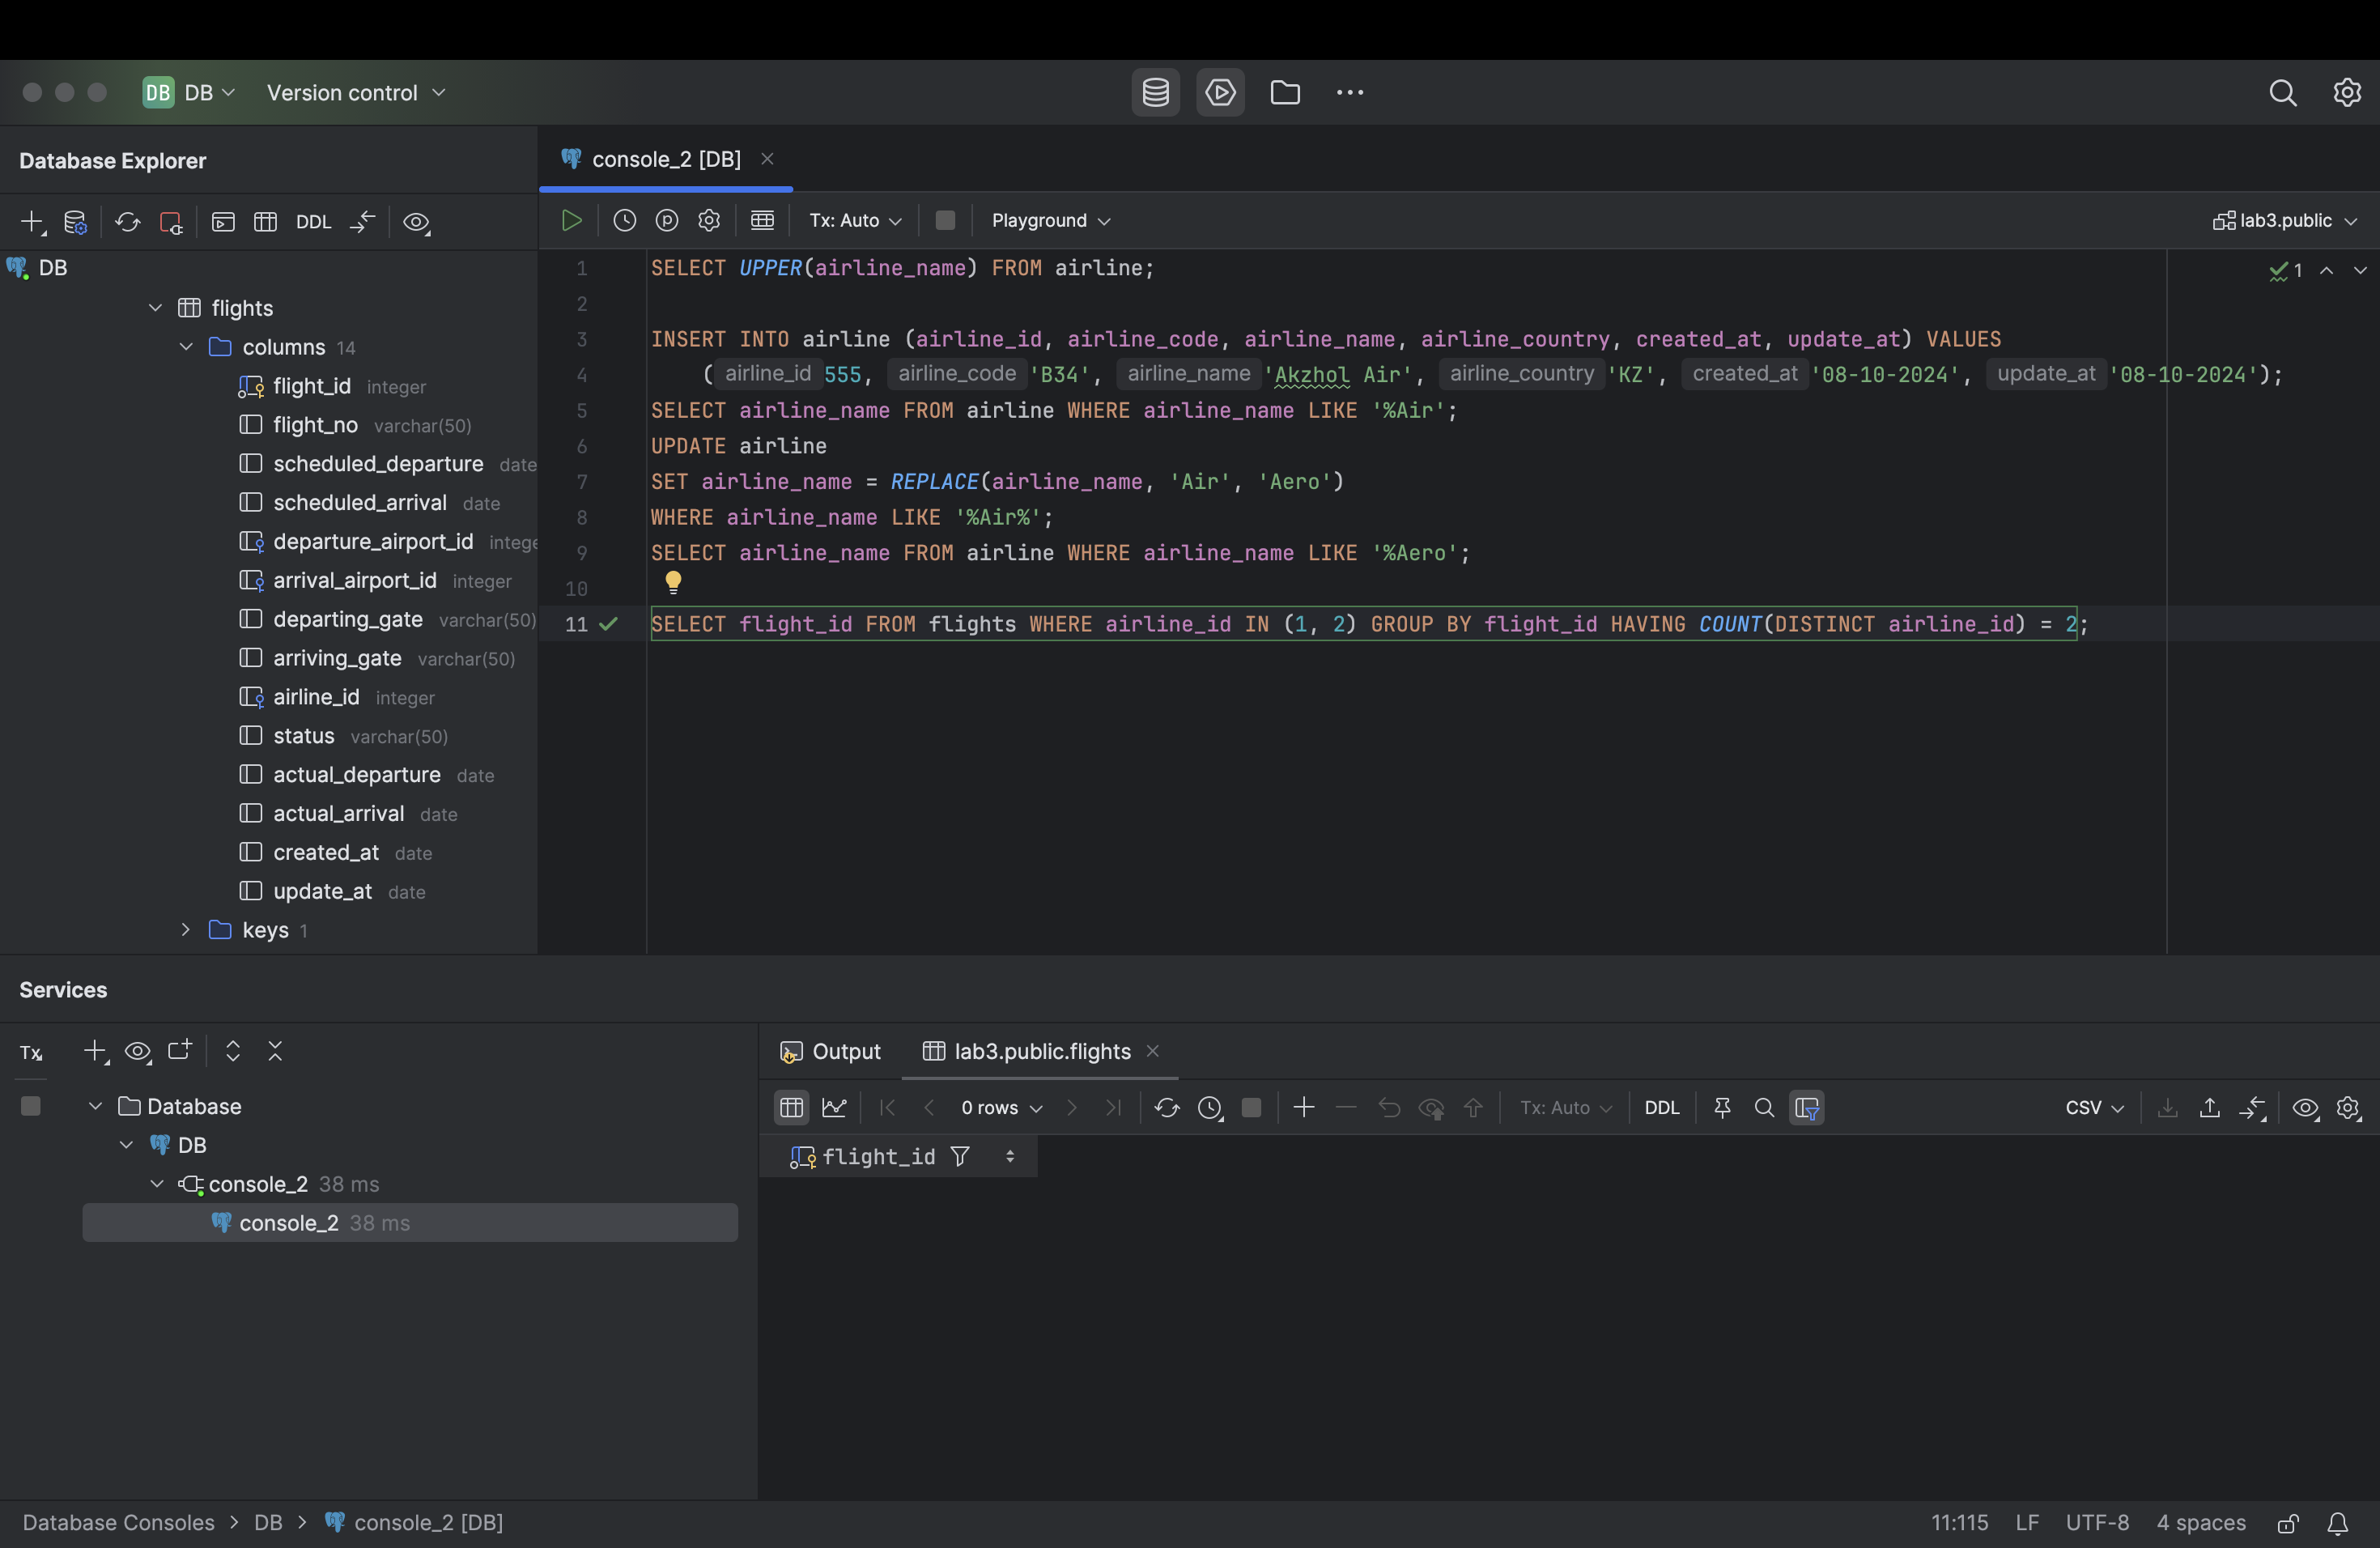 DB DB Version control
Database Explorer
console_2 [DB]
DDL
Tx: Auto Playground lab3.public
DB
flights
columns 14
flight_id integer
flight_no varchar(50)
scheduled_departure date
scheduled_arrival date
departure_airport_id intege
arrival_airport_id integer
departing_gate varchar(50)
arriving_gate varchar(50)
airline_id integer
status varchar(50)
actual_departure date
actual_arrival date
created_at date
update_at date
keys 1
1 SELECT UPPER(airline_name) FROM airline; 1
2
3 INSERT INTO airline (airline_id, airline_code, airline_name, airline_country, created_at, update_at) VALUES
4 ( airline_id 555, airline_code 'B34', airline_name 'Akzhol Air', airline_country 'KZ', created_at '08-10-2024', update_at '08-10-2024');
5 SELECT airline_name FROM airline WHERE airline_name LIKE '%Air';
6 UPDATE airline
7 SET airline_name = REPLACE(airline_name, 'Air', 'Aero')
8 WHERE airline_name LIKE '%Air%';
9 SELECT airline_name FROM airline WHERE airline_name LIKE '%Aero';
10
11 SELECT flight_id FROM flights WHERE airline_id IN (1, 2) GROUP BY flight_id HAVING COUNT(DISTINCT airline_id) = 2;
Services
Tx
Database
DB
console_2 38 ms
console_2 38 ms
Output lab3.public.flights
0 rows Tx: Auto DDL CSV
flight_id
Database Consoles > DB > console_2 [DB] 11:115 LF UTF-8 4 spaces